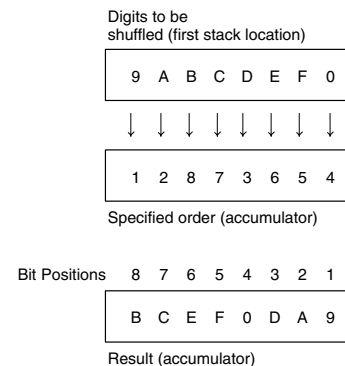 Digits to be
shuffled (first stack location)
9 A B C D E F 0
1 2 8 7 3 6 5 4
Specified order (accumulator)
Bit Positions 8 7 6 5 4 3 2 1
B C E F 0 D A 9
Result (accumulator)